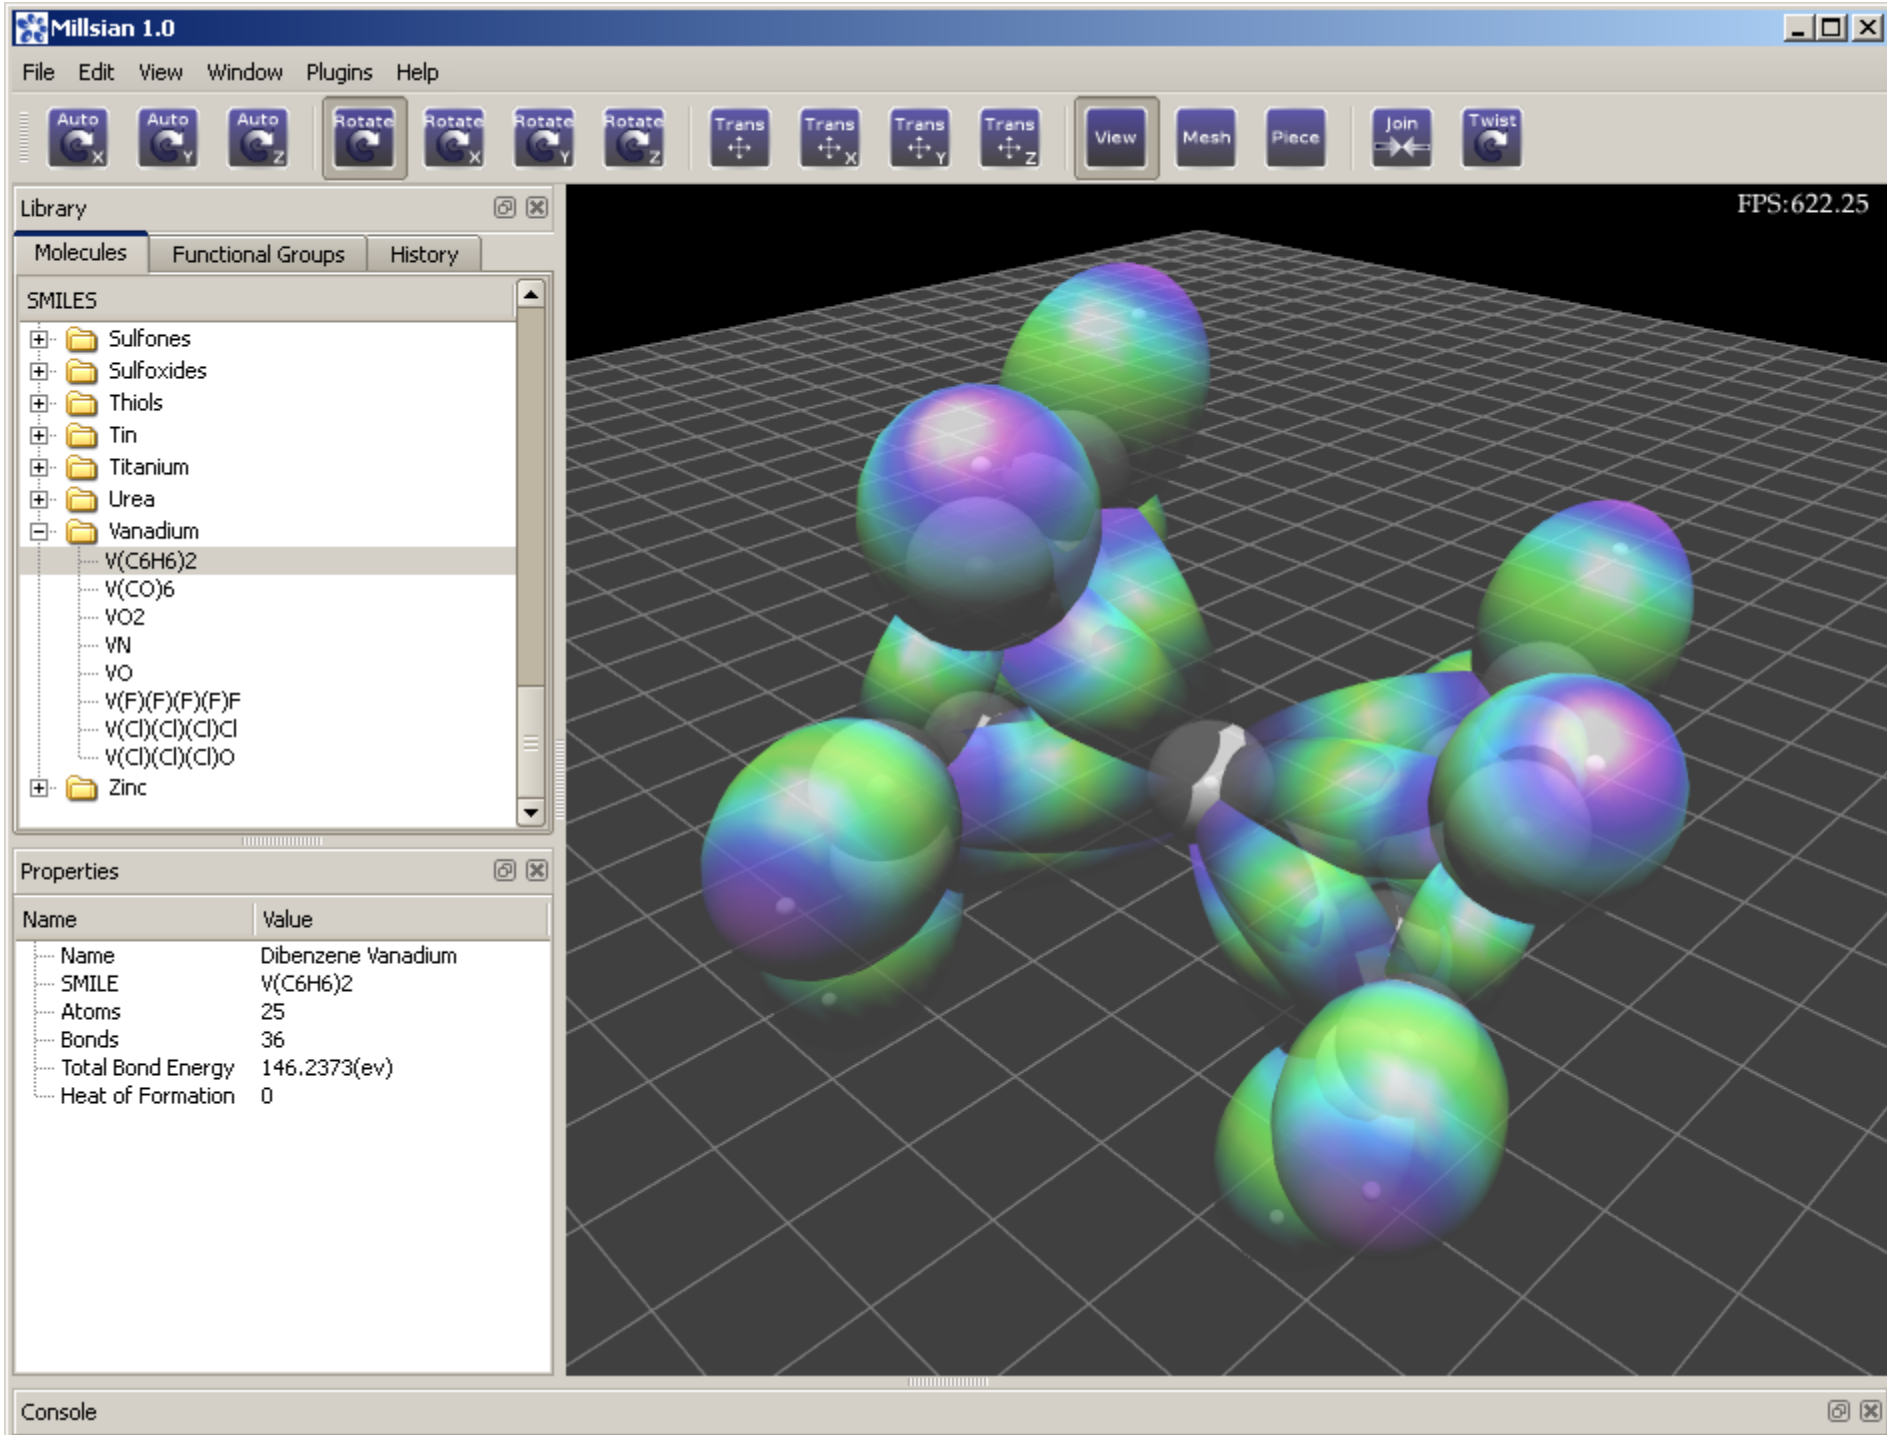 Millsian 1.0
File Edit View Window Plugins Help
Auto X Auto Y Auto Z Rotate Rotate X Rotate Y Rotate Z Trans Trans X Trans Y Trans Z View Mesh Piece Join Twist
Library
FPS:622.25
Molecules Functional Groups History
SMILES
Sulfones
Sulfoxides
Thiols
Tin
Titanium
Urea
Vanadium
V(C6H6)2
V(CO)6
VO2
VN
VO
V(F)(F)(F)(F)F
V(Cl)(Cl)(Cl)Cl
V(Cl)(Cl)(Cl)O
Zinc
Properties
Name Value
Name Dibenzene Vanadium
SMILE V(C6H6)2
Atoms 25
Bonds 36
Total Bond Energy 146.2373(ev)
Heat of Formation 0
Console